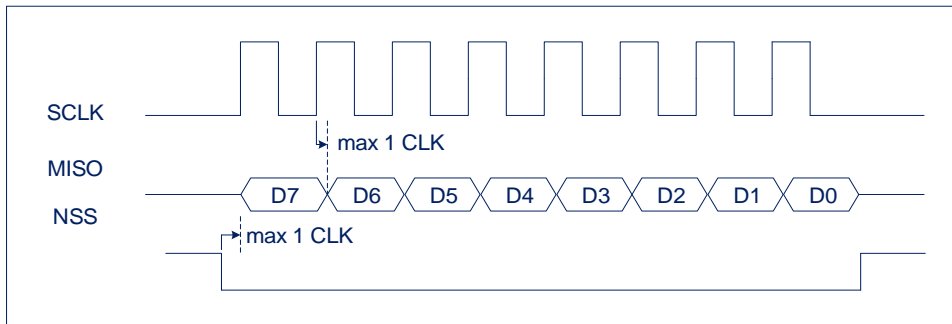 SCLK
max 1 CLK
MISO
D7 D6 D5 D4 D3 D2 D1 D0
NSS
max 1 CLK